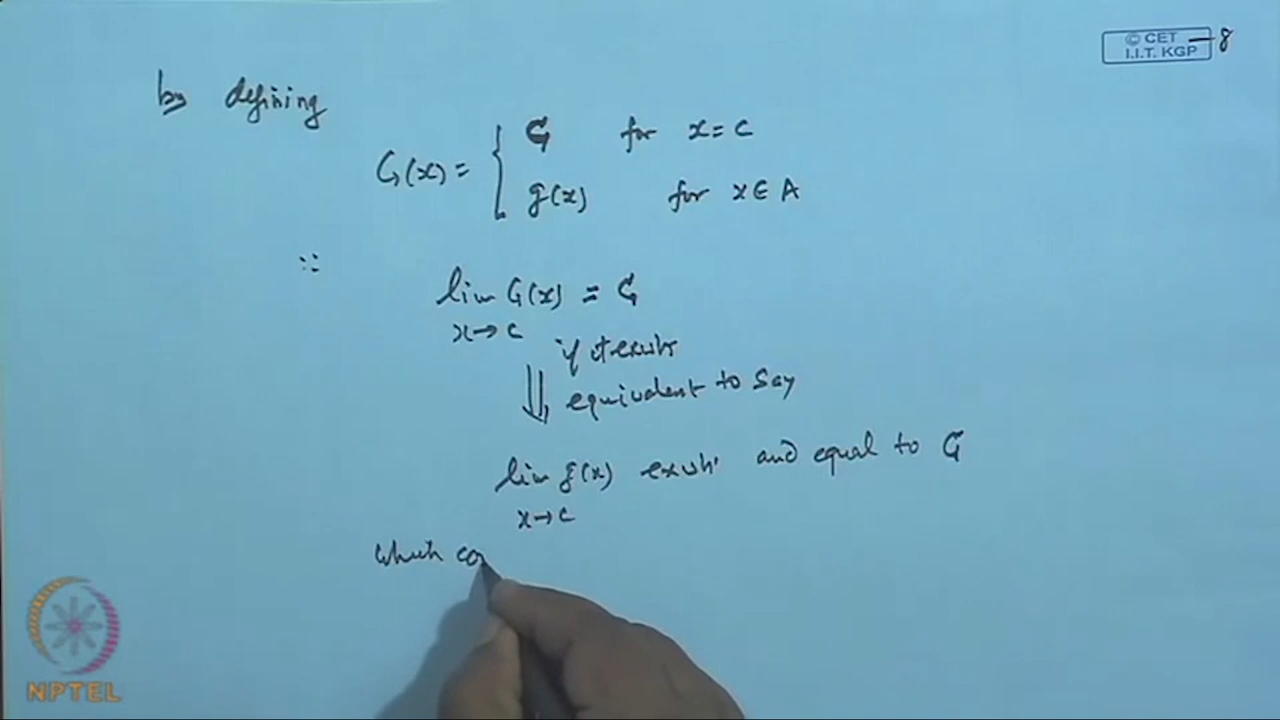 © CET
I.I.T. KGP — 8
by defining
G(x) = { G for x = c
g(x) for x ∈ A
∵ lim G(x) = G
x → c
if it exists
⇓ equivalent to say
lim g(x) exists and equal to G
x → c
which co
NPTEL